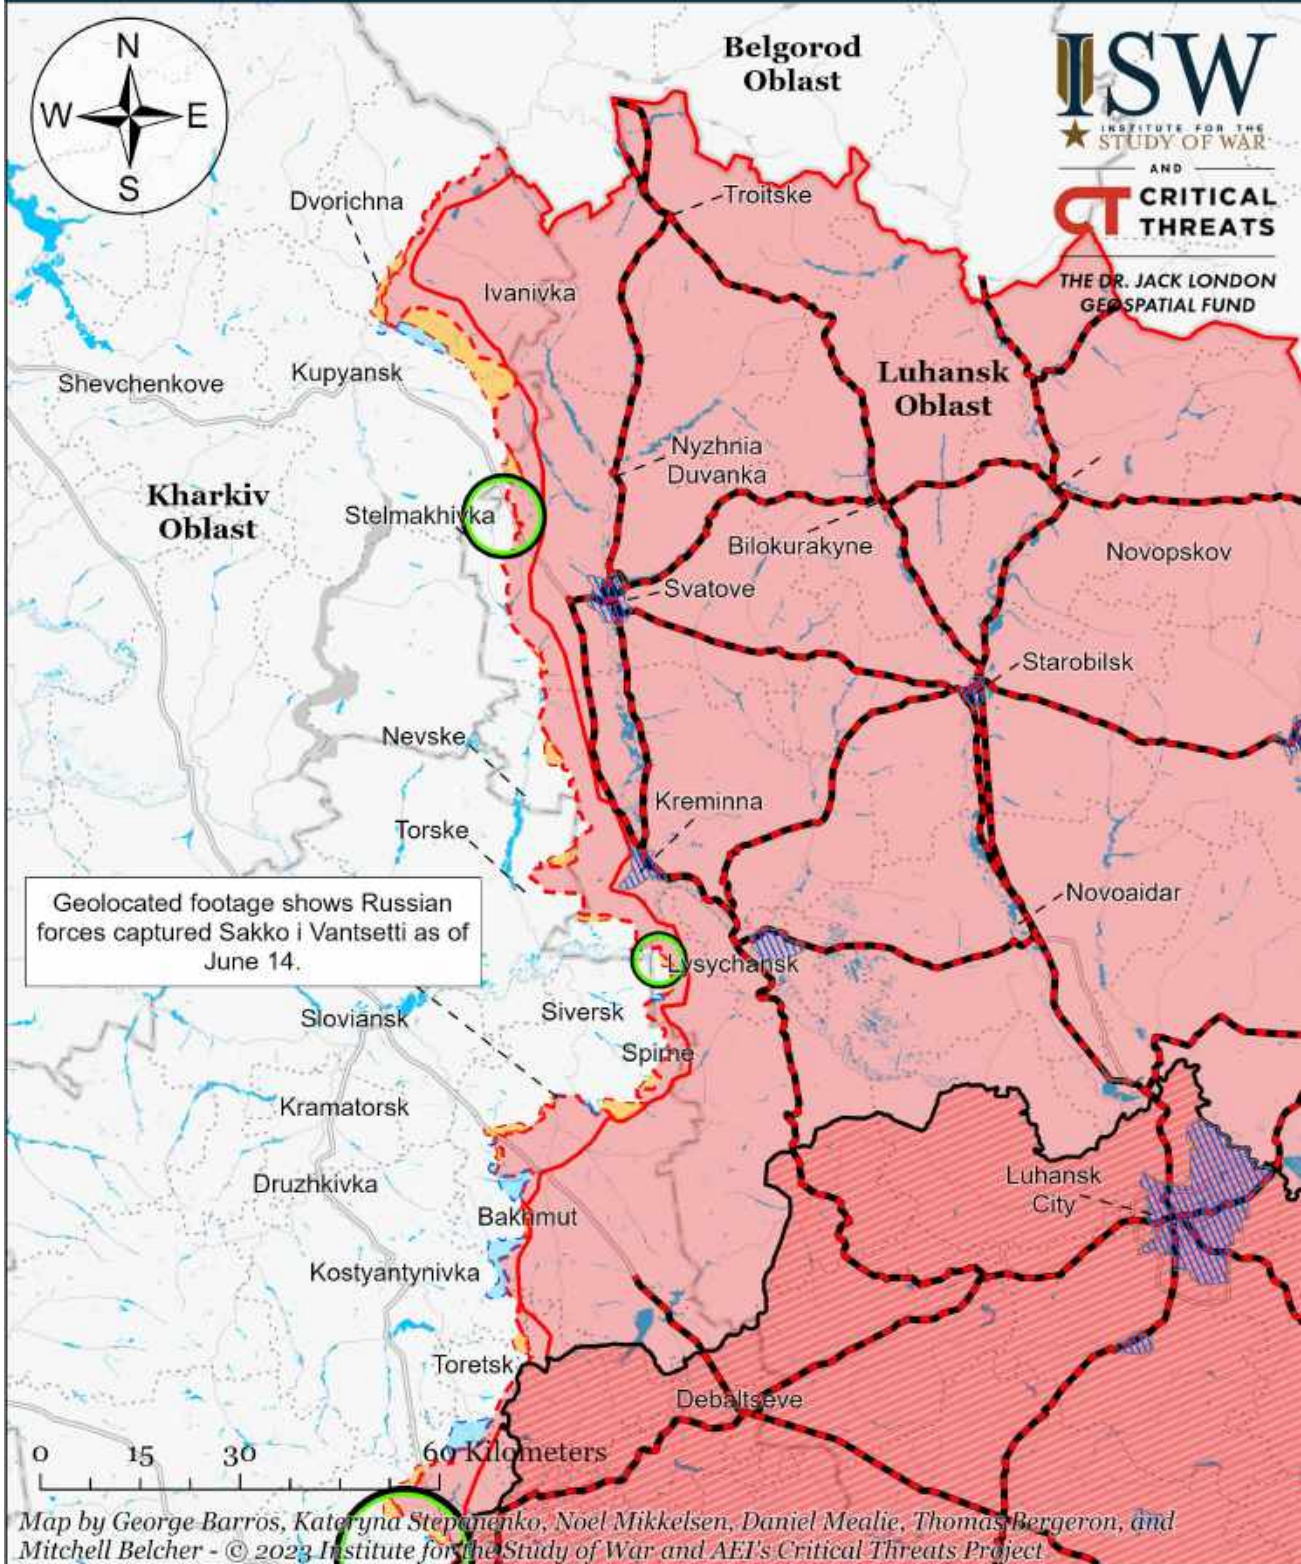 N
W
E
S
Belgorod
Oblast
ISW
INSTITUTE FOR THE
STUDY OF WAR
AND
CT CRITICAL
THREATS
THE DR. JACK LONDON
GEOSPATIAL FUND
Dvorichna
Troitske
Ivanivka
Shevchenkove
Kupyansk
Luhansk
Oblast
Nyzhnia
Duvanka
Kharkiv
Oblast
Stelmakhivka
Bilokurakyne
Novopskov
Svatove
Starobilsk
Nevske
Kreminna
Torske
Novoaidar
Geolocated footage shows Russian
forces captured Sakko i Vantsetti as of
June 14.
Lysychansk
Siversk
Sloviansk
Spirne
Kramatorsk
Druzhkivka
Luhansk
City
Bakhmut
Kostyantynivka
Toretsk
Debaltseve
0 15 30 60 Kilometers
Map by George Barros, Kateryna Stepanenko, Noel Mikkelsen, Daniel Mealie, Thomas Bergeron, and
Mitchell Belcher - © 2023 Institute for the Study of War and AEI's Critical Threats Project